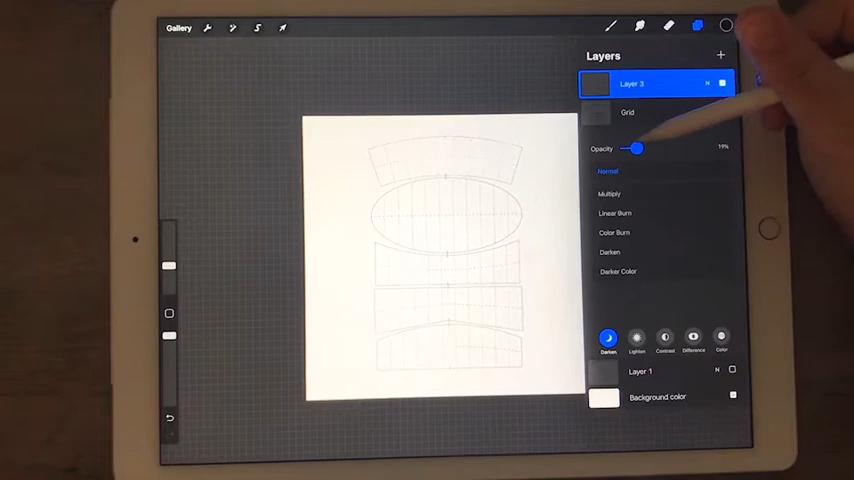 Gallery
Layers
Layer 3 N
Grid
Opacity 19%
Normal
Multiply
Linear Burn
Color Burn
Darken
Darker Color
Darken Lighten Contrast Difference Color
Layer 1 N
Background color